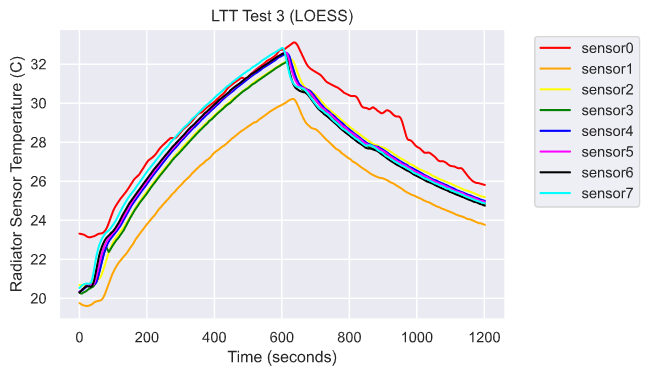 LTT Test 3 (LOESS)
Radiator Sensor Temperature (C)
32
30
28
26
24
22
20
0 200 400 600 800 1000 1200
Time (seconds)
sensor0
sensor1
sensor2
sensor3
sensor4
sensor5
sensor6
sensor7